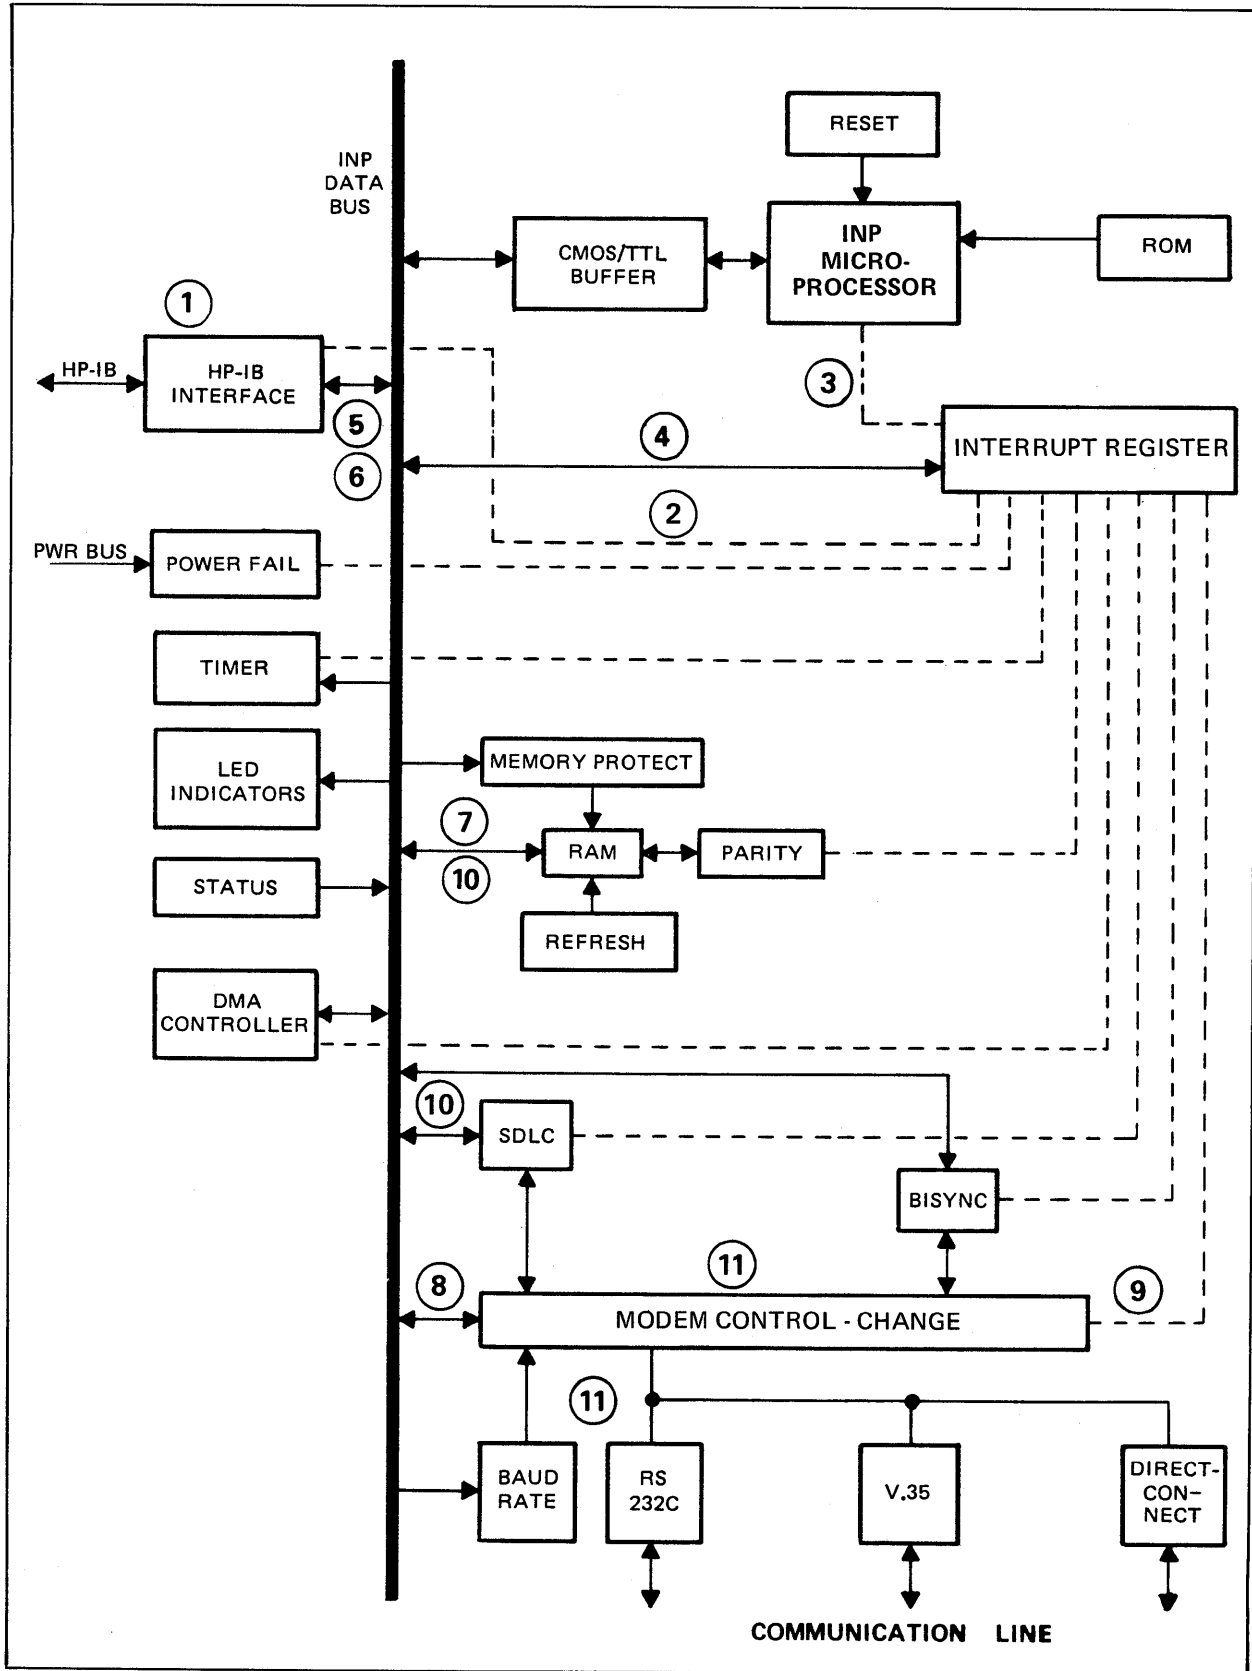 RESET
INP
DATA
BUS
CMOS/TTL
BUFFER
INP
MICRO-
PROCESSOR
ROM
1
HP-IB
HP-IB
INTERFACE
3
5
4
INTERRUPT REGISTER
6
2
PWR BUS
POWER FAIL
TIMER
LED
INDICATORS
MEMORY PROTECT
7
RAM
PARITY
10
STATUS
REFRESH
DMA
CONTROLLER
10
SDLC
BISYNC
11
8
9
MODEM CONTROL - CHANGE
11
BAUD
RATE
RS
232C
V.35
DIRECT-
CON-
NECT
COMMUNICATION LINE